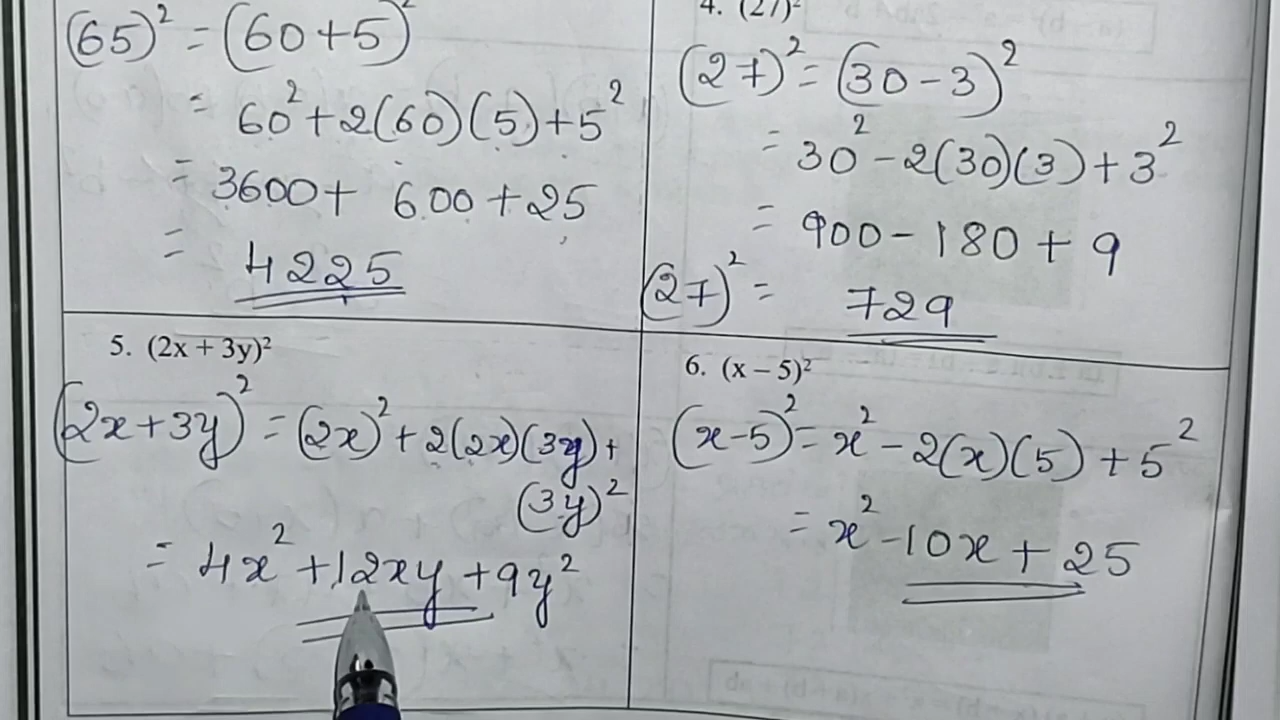 (65)² = (60+5)²
= 60² + 2(60)(5) + 5²
= 3600 + 600 + 25
= 4225
4. (27)²
(27)² = (30-3)²
= 30² - 2(30)(3) + 3²
= 900 - 180 + 9
(27)² = 729
5. (2x + 3y)²
(2x+3y)² = (2x)² + 2(2x)(3y) +
(3y)²
= 4x² + 12xy + 9y²
6. (x – 5)²
(x-5)² = x² - 2(x)(5) + 5²
= x² - 10x + 25